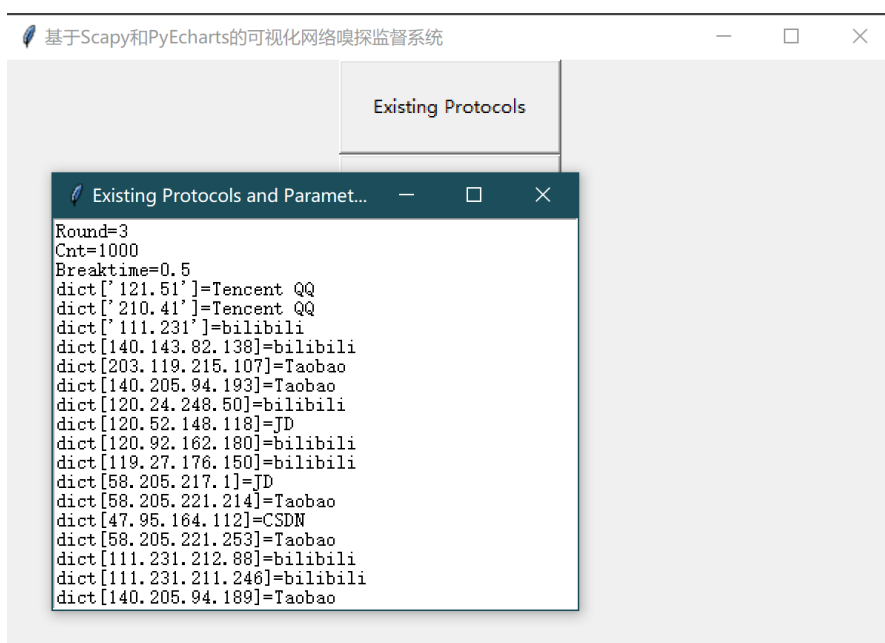 基于Scapy和PyEcharts的可视化网络嗅探监督系统
Existing Protocols
Existing Protocols and Paramet...
Round=3
Cnt=1000
Breaktime=0.5
dict['121.51']=Tencent QQ
dict['210.41']=Tencent QQ
dict['111.231']=bilibili
dict[140.143.82.138]=bilibili
dict[203.119.215.107]=Taobao
dict[140.205.94.193]=Taobao
dict[120.24.248.50]=bilibili
dict[120.52.148.118]=JD
dict[120.92.162.180]=bilibili
dict[119.27.176.150]=bilibili
dict[58.205.217.1]=JD
dict[58.205.221.214]=Taobao
dict[47.95.164.112]=CSDN
dict[58.205.221.253]=Taobao
dict[111.231.212.88]=bilibili
dict[111.231.211.246]=bilibili
dict[140.205.94.189]=Taobao